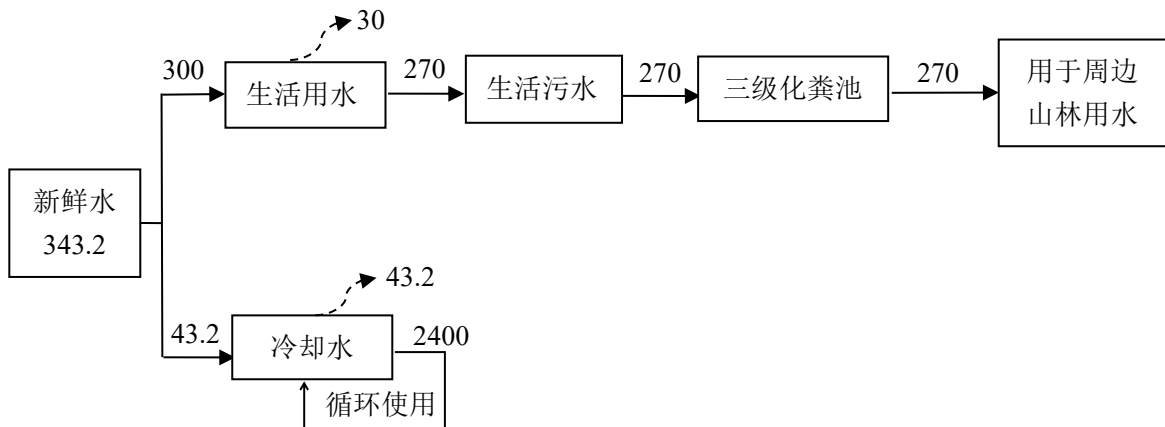 30
300
生活用水
270
生活污水
270
三级化粪池
270
用于周边
山林用水
新鲜水
343.2
43.2
43.2
冷却水
2400
循环使用